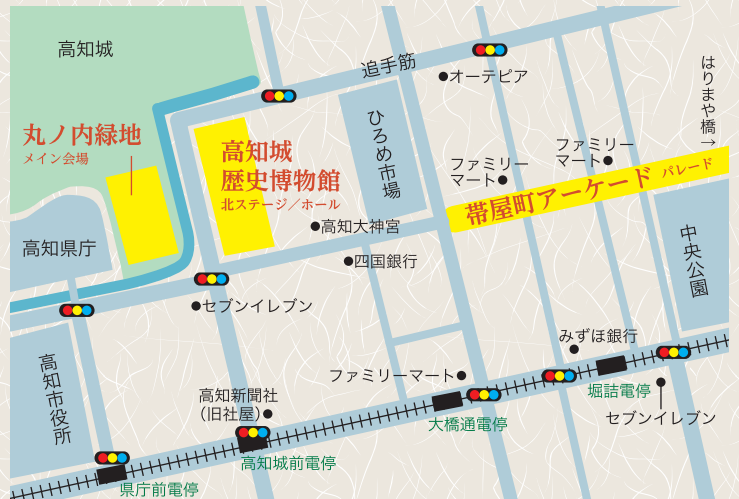 高知城
追手筋
オーテピア
はりまや橋→
丸ノ内緑地
メイン会場
高知城
歴史博物館
北ステージ／ホール
ひろめ市場
ファミリー
マート
ファミリー
マート
帯屋町アーケード パレード
高知大神宮
高知県庁
四国銀行
中央公園
セブンイレブン
みずほ銀行
高知市役所
ファミリーマート
堀詰電停
高知新聞社
（旧社屋）
セブンイレブン
大橋通電停
高知城前電停
県庁前電停